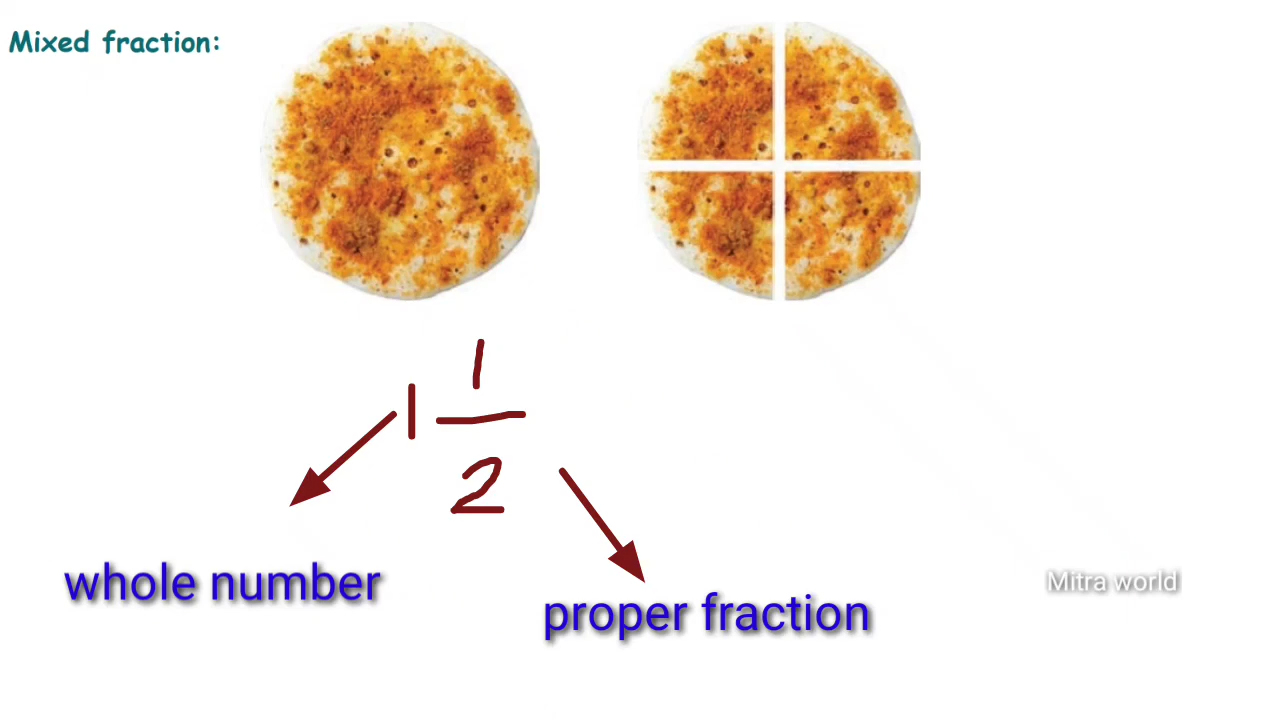 Mixed fraction:
1 1/2
whole number
proper fraction
Mitra world